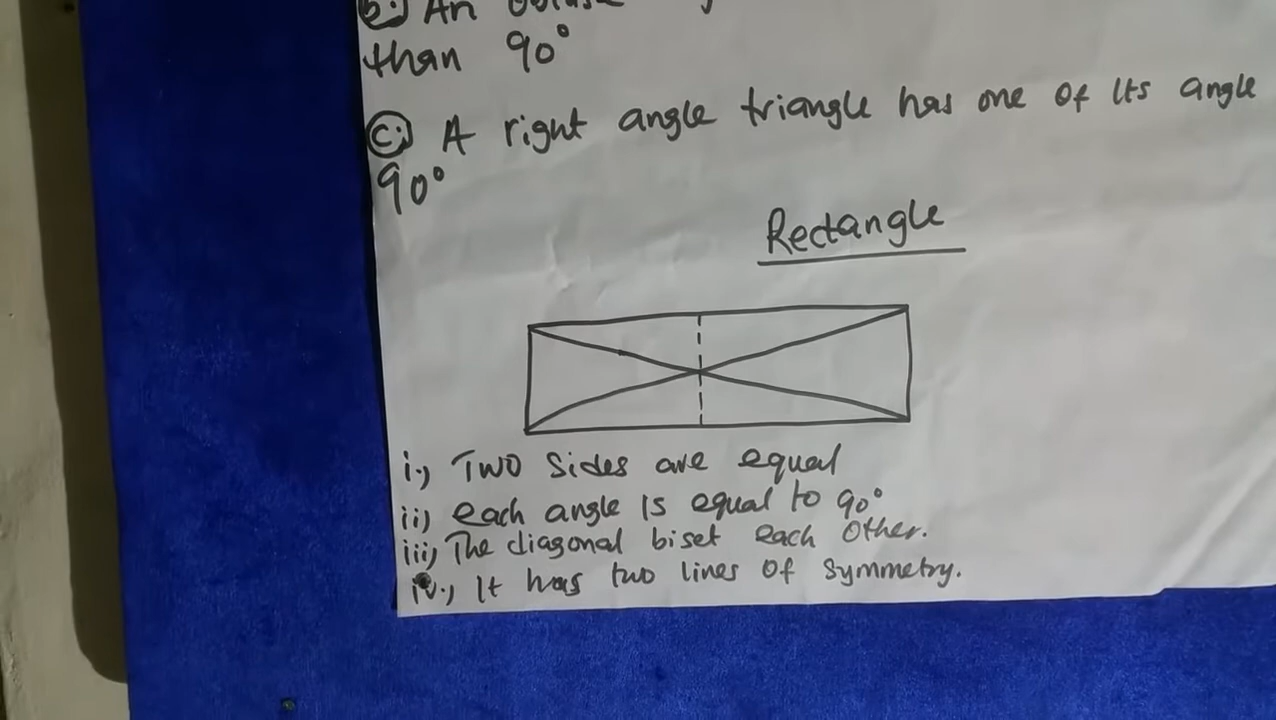 b.) An
than 90°
c.) A right angle triangle has one of its angle
90°
Rectangle
i.) Two sides are equal
ii) each angle is equal to 90°
iii) The diagonal biset each other.
iv.) It has two lines of symmetry.